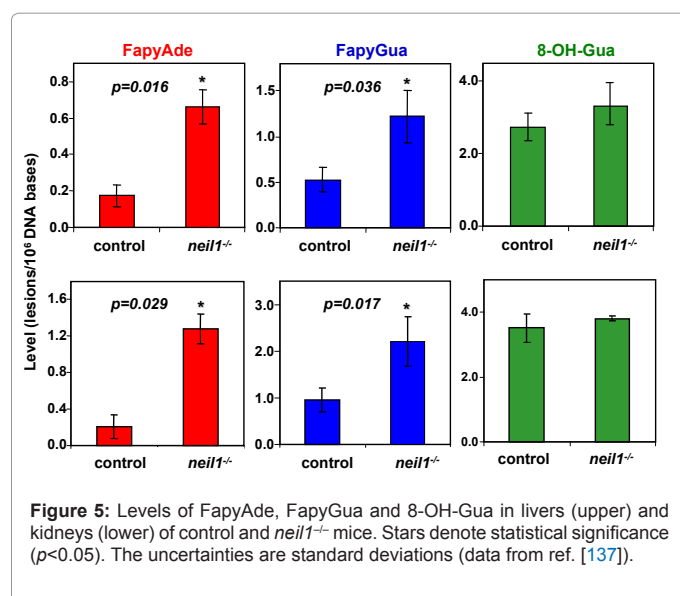 FapyAde FapyGua 8-OH-Gua
Level (lesions/10⁶ DNA bases)
0.8 p=0.016 * 1.5 p=0.036 * 4.0
0.6 1.0
0.4 2.0
0.2 0.5
0.0 0.0 0.0
control neil1-/- control neil1-/- control neil1-/-
1.6 p=0.029 * 3.0 p=0.017 * 4.0
1.2 2.0
0.8 2.0
0.4 1.0
0.0 0.0 0.0
control neil1-/- control neil1-/- control neil1-/-
Figure 5: Levels of FapyAde, FapyGua and 8-OH-Gua in livers (upper) and
kidneys (lower) of control and neil1–/– mice. Stars denote statistical significance
(p<0.05). The uncertainties are standard deviations (data from ref. [137]).